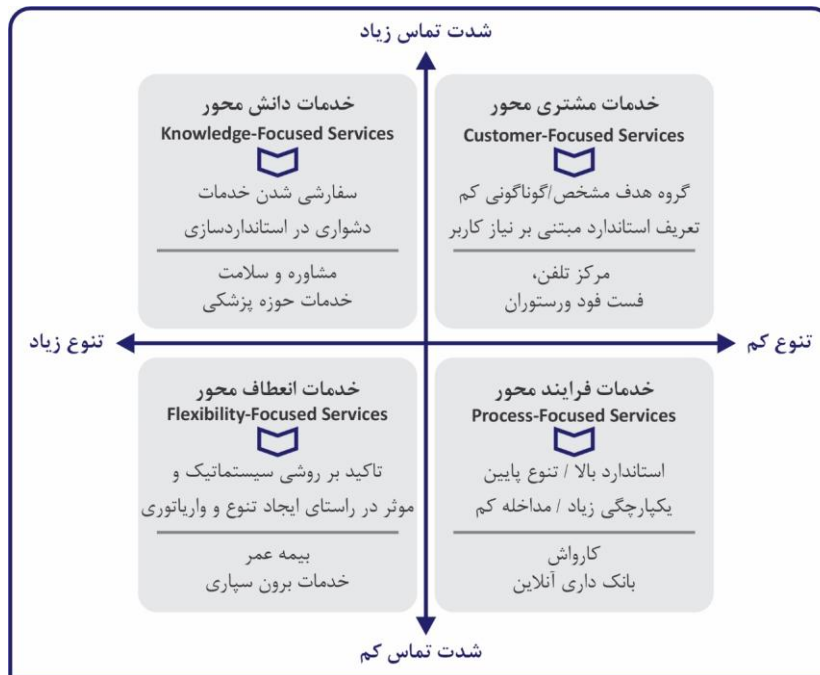 شدت تماس زیاد
خدمات مشتری محور
Customer-Focused Services
گروه هدف مشخص/گوناگونی کم
تعریف استاندارد مبتنی بر نیاز کاربر
مرکز تلفن،
فست فود ورستوران
خدمات دانش محور
Knowledge-Focused Services
سفارشی شدن خدمات
دشواری در استانداردسازی
مشاوره و سلامت
خدمات حوزه پزشکی
تنوع کم
تنوع زیاد
خدمات فرایند محور
Process-Focused Services
استاندارد بالا / تنوع پایین
یکپارچگی زیاد / مداخله کم
کارواش
بانک داری آنلاین
خدمات انعطاف محور
Flexibility-Focused Services
تاکید بر روشی سیستماتیک و
موثر در راستای ایجاد تنوع و واریاتوری
بیمه عمر
خدمات برون سپاری
شدت تماس کم